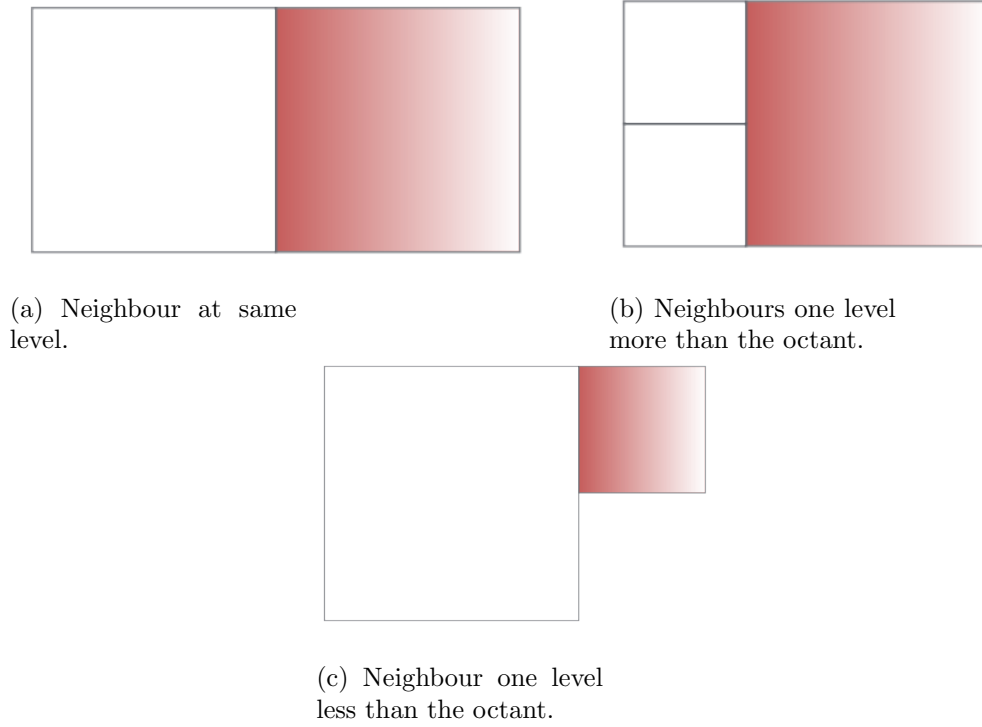 (a) Neighbour at same
level.
(b) Neighbours one level
more than the octant.
(c) Neighbour one level
less than the octant.